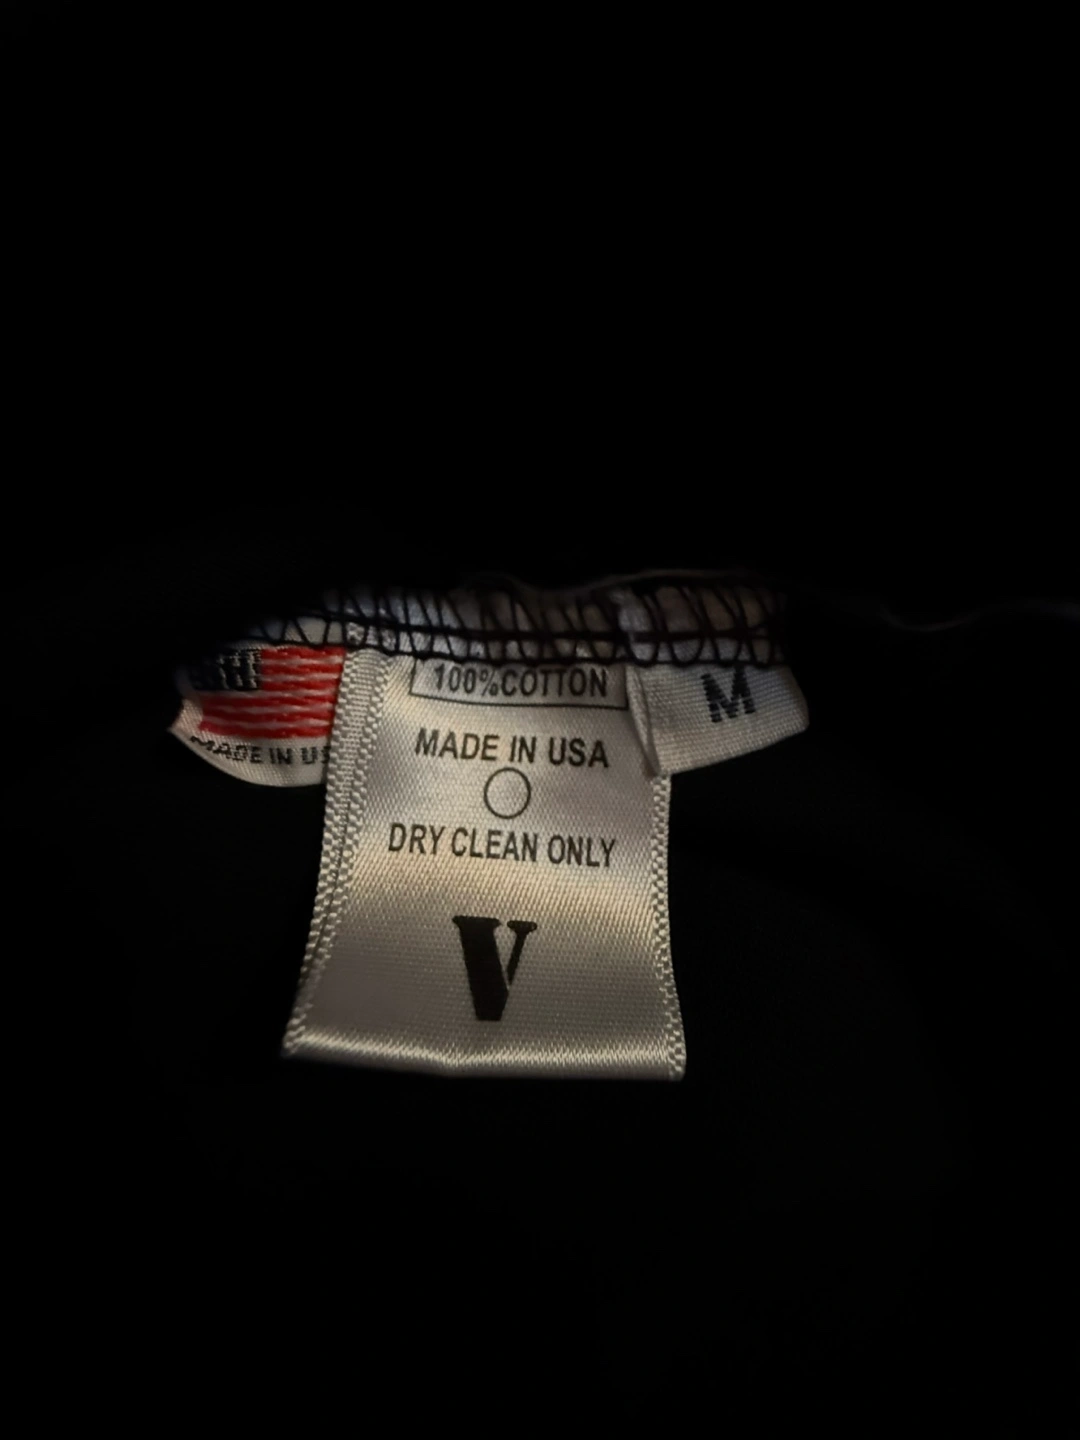 100%COTTON
MADE IN USA
DRY CLEAN ONLY
V
M
MADE IN US